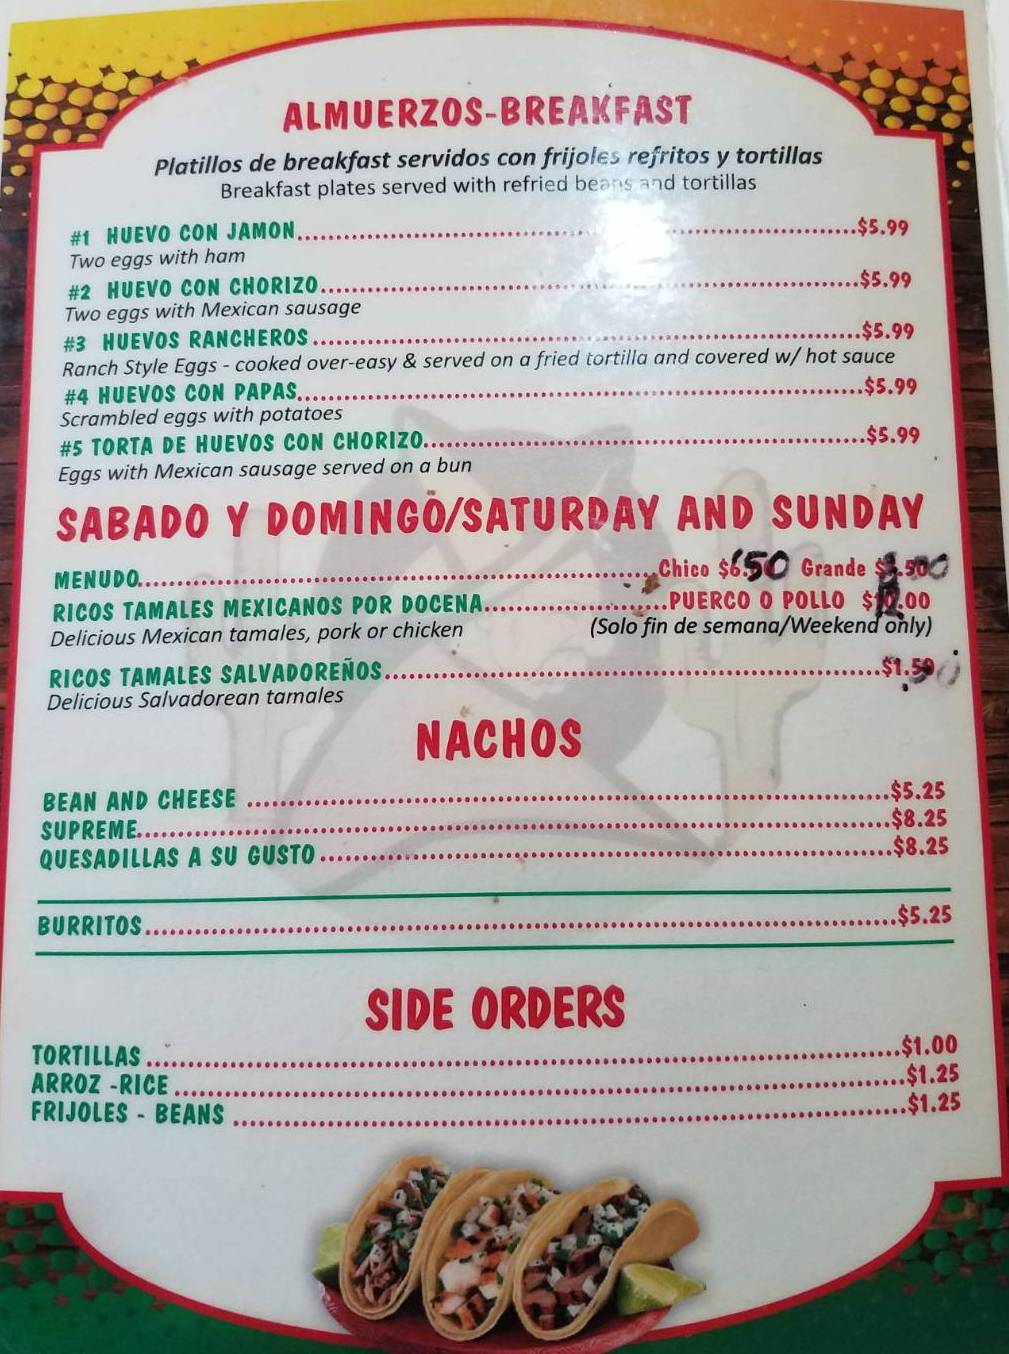 ALMUERZOS-BREAKFAST
Platillos de breakfast servidos con frijoles refritos y tortillas
Breakfast plates served with refried beans and tortillas
#1 HUEVO CON JAMON $5.99
Two eggs with ham
#2 HUEVO CON CHORIZO $5.99
Two eggs with Mexican sausage
#3 HUEVOS RANCHEROS $5.99
Ranch Style Eggs - cooked over-easy & served on a fried tortilla and covered w/ hot sauce
#4 HUEVOS CON PAPAS $5.99
Scrambled eggs with potatoes
#5 TORTA DE HUEVOS CON CHORIZO $5.99
Eggs with Mexican sausage served on a bun
SABADO Y DOMINGO/SATURDAY AND SUNDAY
MENUDO Chico Grande
RICOS TAMALES MEXICANOS POR DOCENA PUERCO O POLLO
Delicious Mexican tamales, pork or chicken (Solo fin de semana/Weekend only)
RICOS TAMALES SALVADOREÑOS $1.50
Delicious Salvadorean tamales
NACHOS
BEAN AND CHEESE $5.25
SUPREME $8.25
QUESADILLAS A SU GUSTO $8.25
BURRITOS $5.25
SIDE ORDERS
TORTILLAS $1.00
ARROZ -RICE $1.25
FRIJOLES - BEANS $1.25